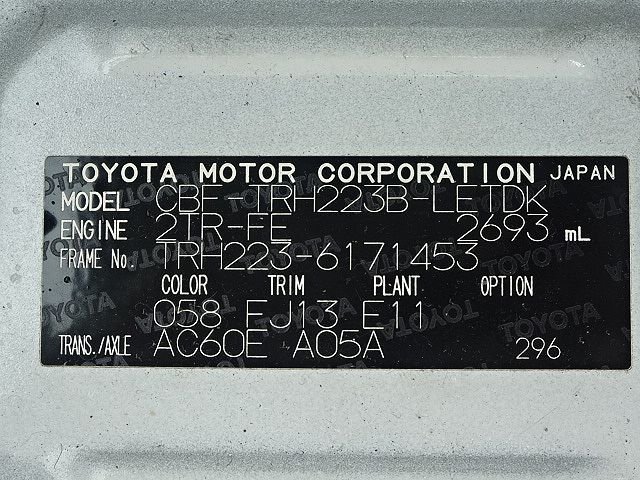 TOYOTA MOTOR CORPORATION JAPAN
MODEL CBF-TRH223B-LETDK
ENGINE 2TR-FE 2693 mL
FRAME No. TRH223-6171453
COLOR TRIM PLANT OPTION
058 EJ13 E11
TRANS./AXLE AC60E A05A 296